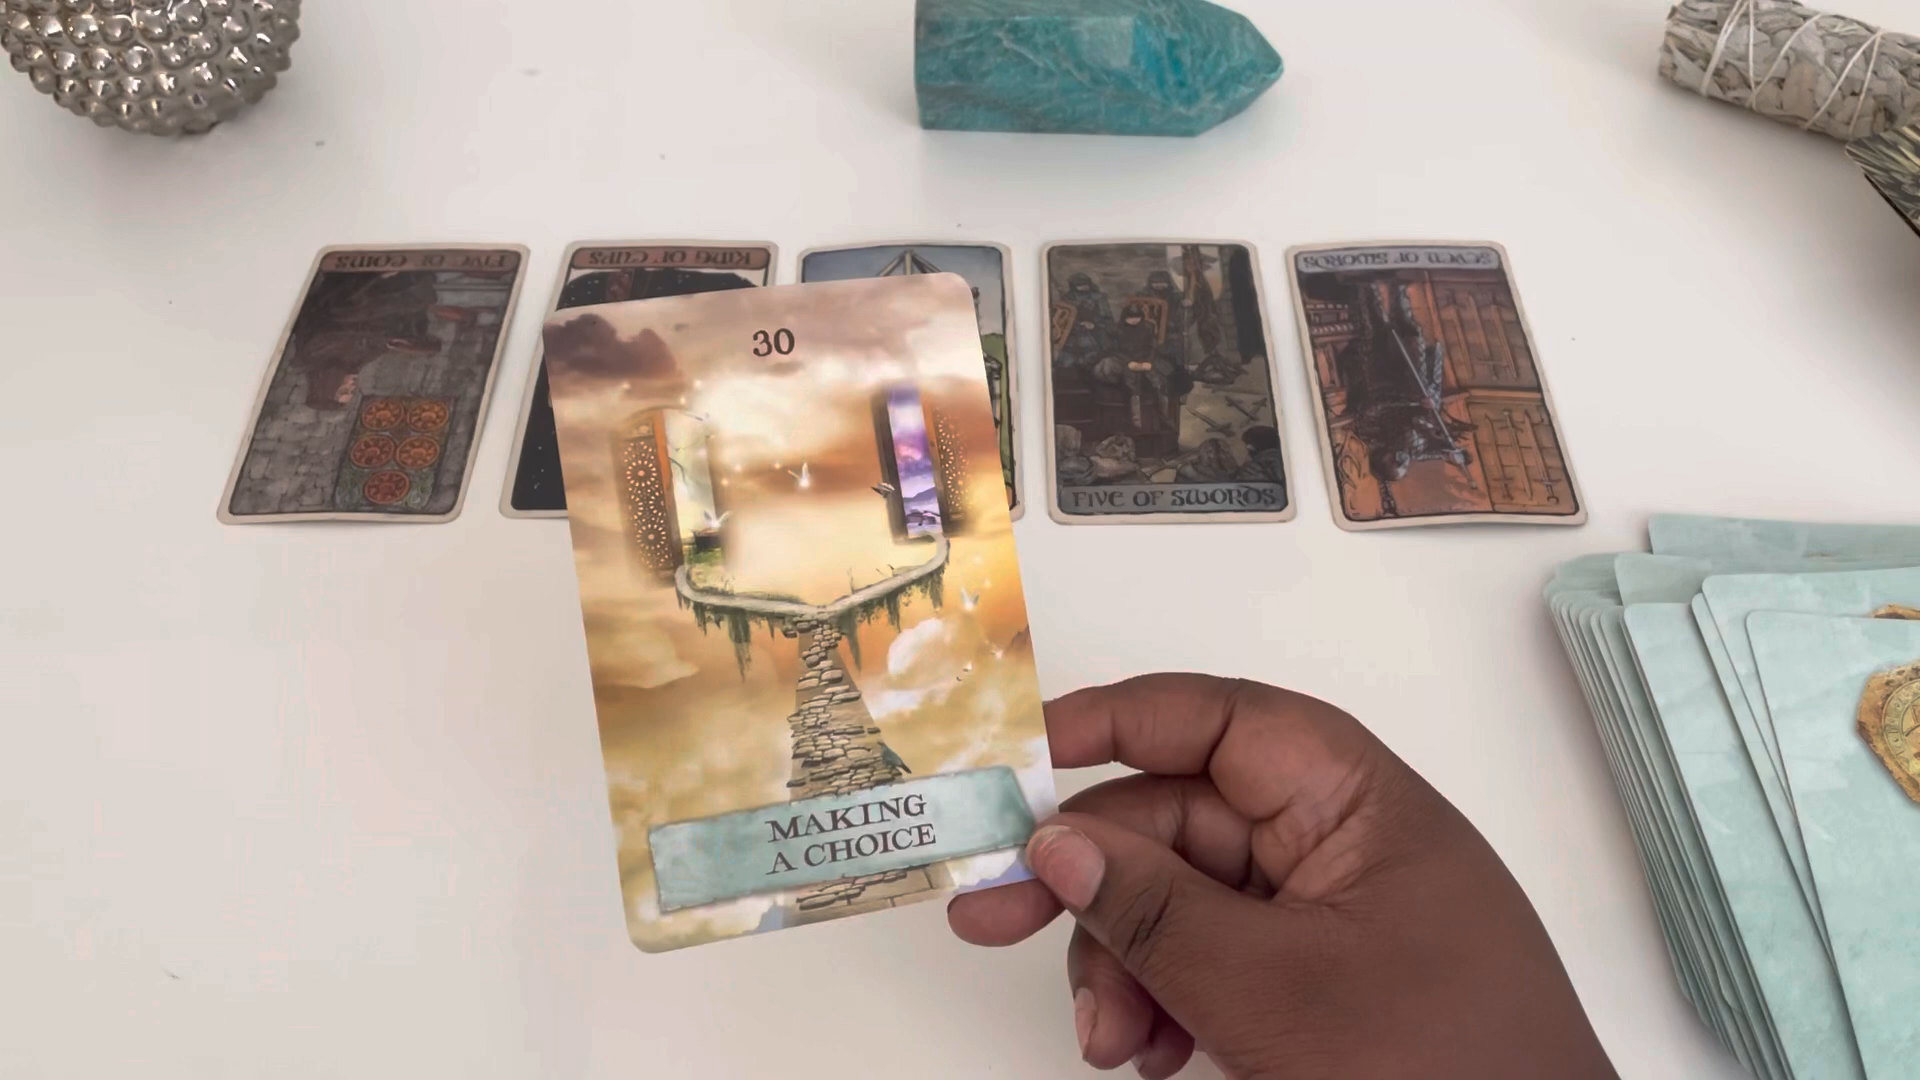 FIVE OF COINS
KING OF CUPS
SEVEN OF SWORDS
FIVE OF SWORDS
30
MAKING
A CHOICE